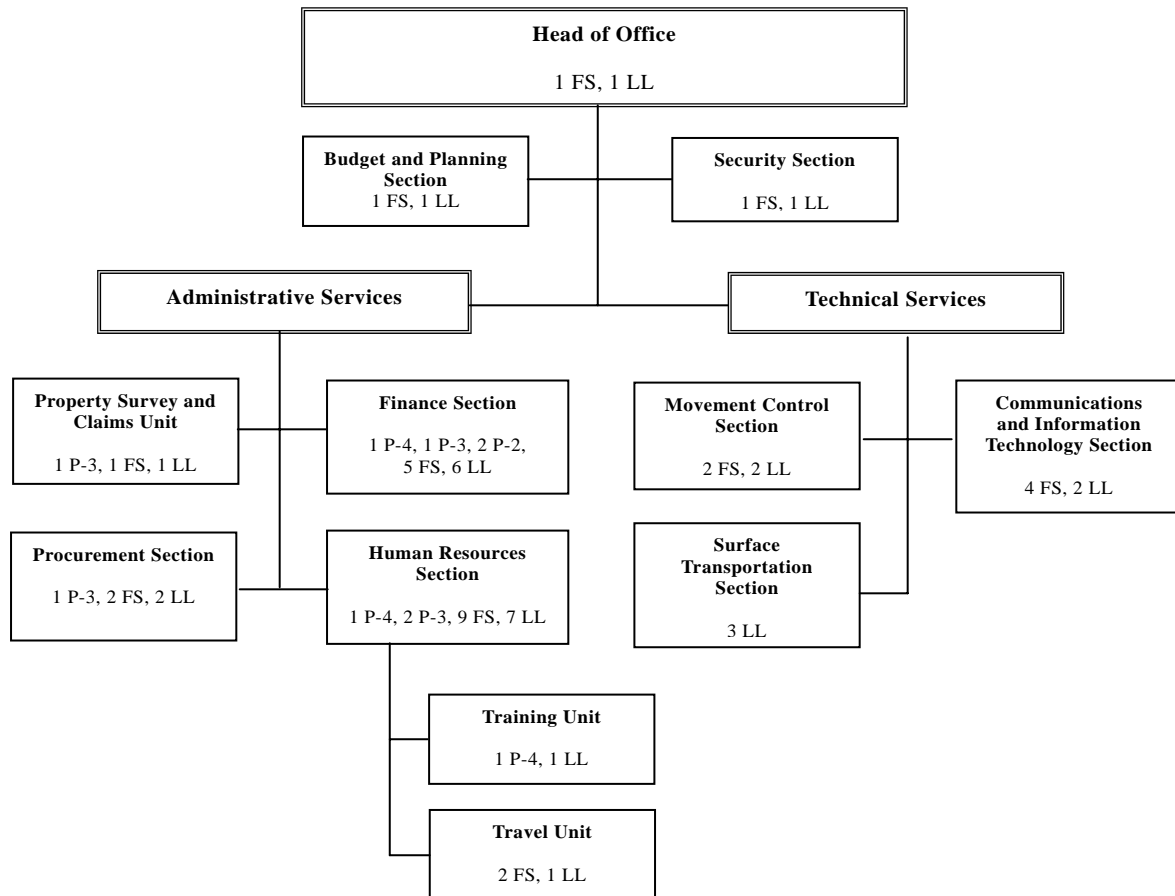 Head of Office
1 FS, 1 LL
Budget and Planning
Section
1 FS, 1 LL
Security Section
1 FS, 1 LL
Administrative Services
Technical Services
Property Survey and
Claims Unit
1 P-3, 1 FS, 1 LL
Finance Section
1 P-4, 1 P-3, 2 P-2,
5 FS, 6 LL
Movement Control
Section
2 FS, 2 LL
Communications
and Information
Technology Section
4 FS, 2 LL
Procurement Section
1 P-3, 2 FS, 2 LL
Human Resources
Section
1 P-4, 2 P-3, 9 FS, 7 LL
Surface
Transportation
Section
3 LL
Training Unit
1 P-4, 1 LL
Travel Unit
2 FS, 1 LL